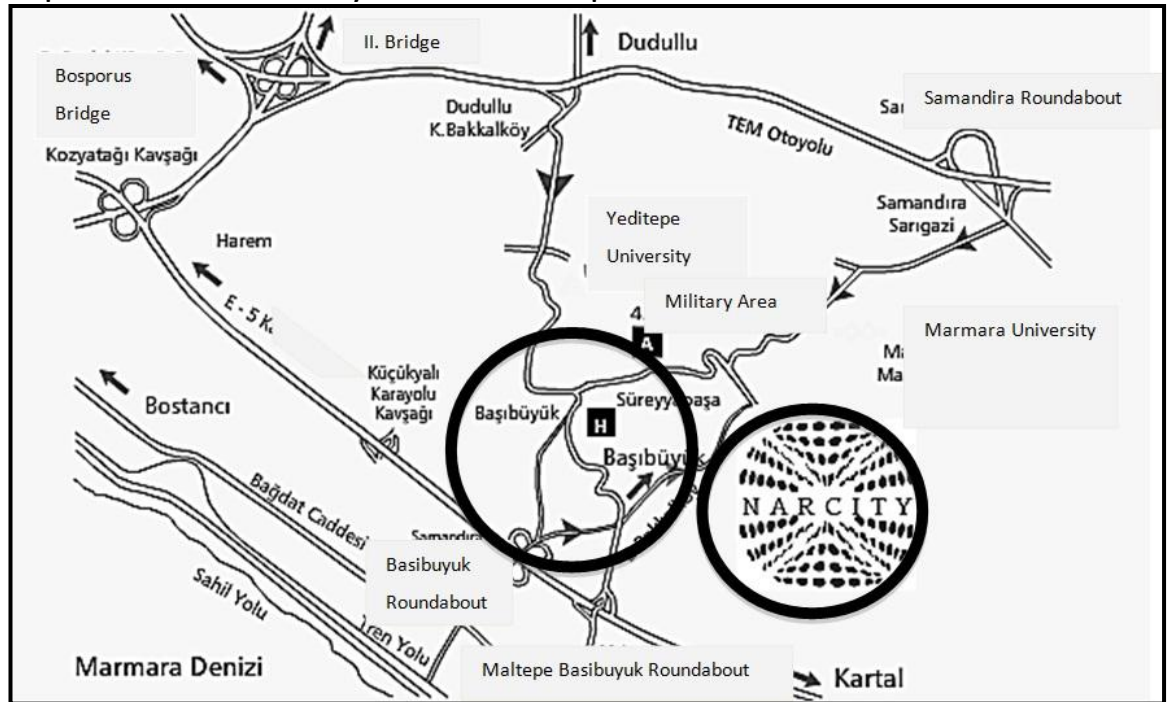 II. Bridge
Dudullu
Bosporus
Bridge
Samandira Roundabout
Dudullu
K.Bakkalköy
TEM Otoyolu
Kozyatağı Kavşağı
Samandıra
Sarıgazi
Yeditepe
University
Harem
Military Area
E - 5
Marmara University
A
Küçükyalı
Karayolu
Kavşağı
Bostancı
Başıbüyük
Süreyyapaşa
H
Başıbüyük
NARCITY
Bağdat Caddesi
Samandıra
Basibuyuk
Roundabout
Sahil Yolu
Tren Yolu
Marmara Denizi
Maltepe Basibuyuk Roundabout
Kartal